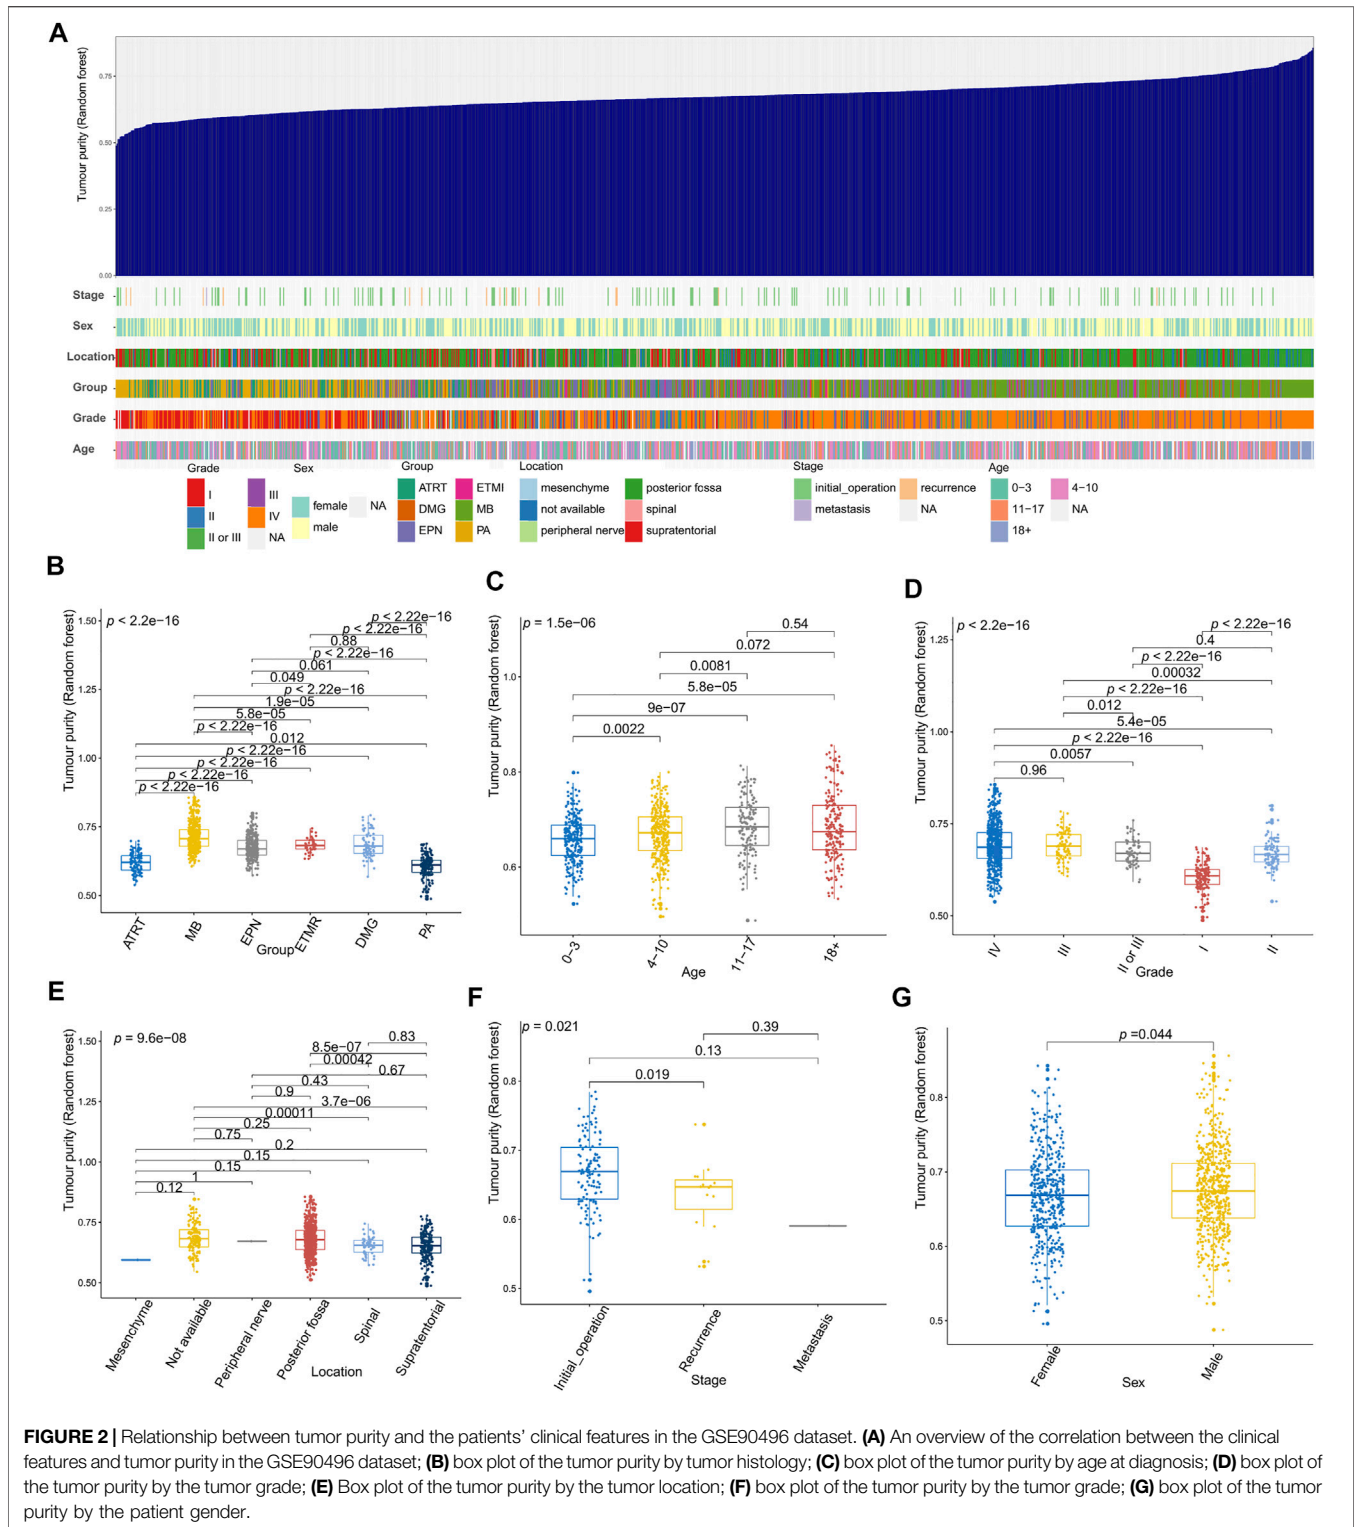 A
Tumour purity (Random forest)
0.75
0.50
0.25
0.00
Stage
Sex
Location
Group
Grade
Age
Grade
I
II
II or III
III
IV
NA
Sex
female
male
NA
Group
ATRT
DMG
EPN
ETMI
MB
PA
Location
mesenchyme
not available
peripheral nerve
posterior fossa
spinal
supratentorial
Stage
initial_operation
metastasis
recurrence
NA
Age
0−3
11−17
18+
4−10
NA
B
Tumour purity (Random forest)
1.50
1.25
1.00
0.75
0.50
p < 2.2e−16
p < 2.22e−16
p < 2.22e−16
0.88
p < 2.22e−16
0.061
0.049
p < 2.22e−16
1.9e−05
5.8e−05
p < 2.22e−16
0.012
p < 2.22e−16
p < 2.22e−16
p < 2.22e−16
p < 2.22e−16
ATRT
MB
EPN
ETMR
DMG
PA
Group
C
Tumour purity (Random forest)
1.0
0.8
0.6
p = 1.5e−06
0.54
0.072
0.0081
5.8e−05
9e−07
0.0022
0−3
4−10
11−17
18+
Age
D
Tumour purity (Random forest)
1.25
1.00
0.75
0.50
p < 2.2e−16
p < 2.22e−16
0.4
p < 2.22e−16
0.00032
p < 2.22e−16
0.012
5.4e−05
p < 2.22e−16
0.0057
0.96
IV
III
II or III
I
II
Grade
E
Tumour purity (Random forest)
1.50
1.25
1.00
0.75
0.50
p = 9.6e−08
0.83
8.5e−07
0.00042
0.67
0.43
0.9
3.7e−06
0.00011
0.25
0.75
0.2
0.15
0.15
1
0.12
Mesenchyme
Not available
Peripheral nerve
Posterior fossa
Spinal
Supratentorial
Location
F
Tumour purity (Random forest)
0.8
0.7
0.6
0.5
p = 0.021
0.39
0.13
0.019
Initial_operation
Recurrence
Metastasis
Stage
G
Tumour purity (Random forest)
0.8
0.7
0.6
0.5
p =0.044
Female
Male
Sex
FIGURE 2 | Relationship between tumor purity and the patients’ clinical features in the GSE90496 dataset. (A) An overview of the correlation between the clinical
features and tumor purity in the GSE90496 dataset; (B) box plot of the tumor purity by tumor histology; (C) box plot of the tumor purity by age at diagnosis; (D) box plot of
the tumor purity by the tumor grade; (E) Box plot of the tumor purity by the tumor location; (F) box plot of the tumor purity by the tumor grade; (G) box plot of the tumor
purity by the patient gender.